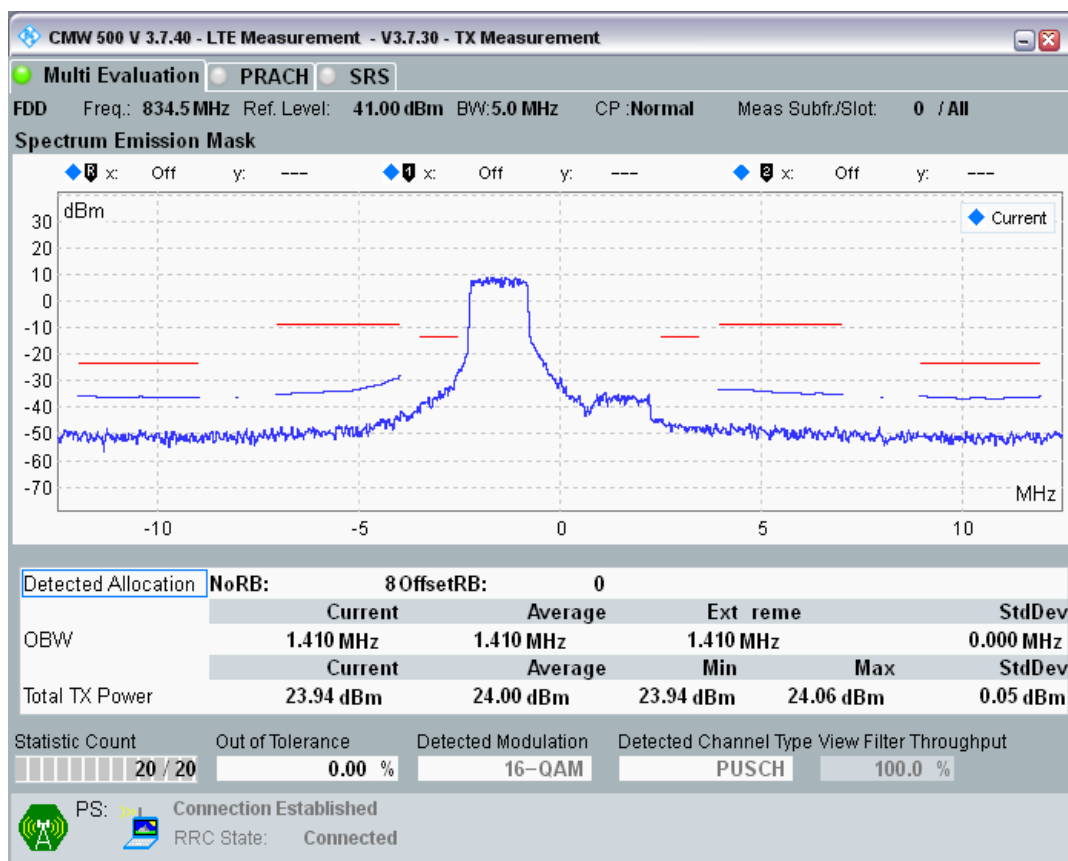 CMW 500 V 3.7.40 - LTE Measurement - V3.7.30 - TX Measurement
Multi Evaluation PRACH SRS
FDD Freq.: 834.5 MHz Ref. Level: 41.00 dBm BW:5.0 MHz CP :Normal Meas Subfr./Slot: 0 / All
Spectrum Emission Mask
R x: Off y: --- 1 x: Off y: --- 2 x: Off y: ---
dBm
Current
30
20
10
0
-10
-20
-30
-40
-50
-60
-70
MHz
-10 -5 0 5 10
Detected Allocation NoRB: 8 OffsetRB: 0
Current Average Ext reme StdDev
OBW 1.410 MHz 1.410 MHz 1.410 MHz 0.000 MHz
Current Average Min Max StdDev
Total TX Power 23.94 dBm 24.00 dBm 23.94 dBm 24.06 dBm 0.05 dBm
Statistic Count Out of Tolerance Detected Modulation Detected Channel Type View Filter Throughput
20 / 20 0.00 % 16-QAM PUSCH 100.0 %
PS: Connection Established
RRC State: Connected